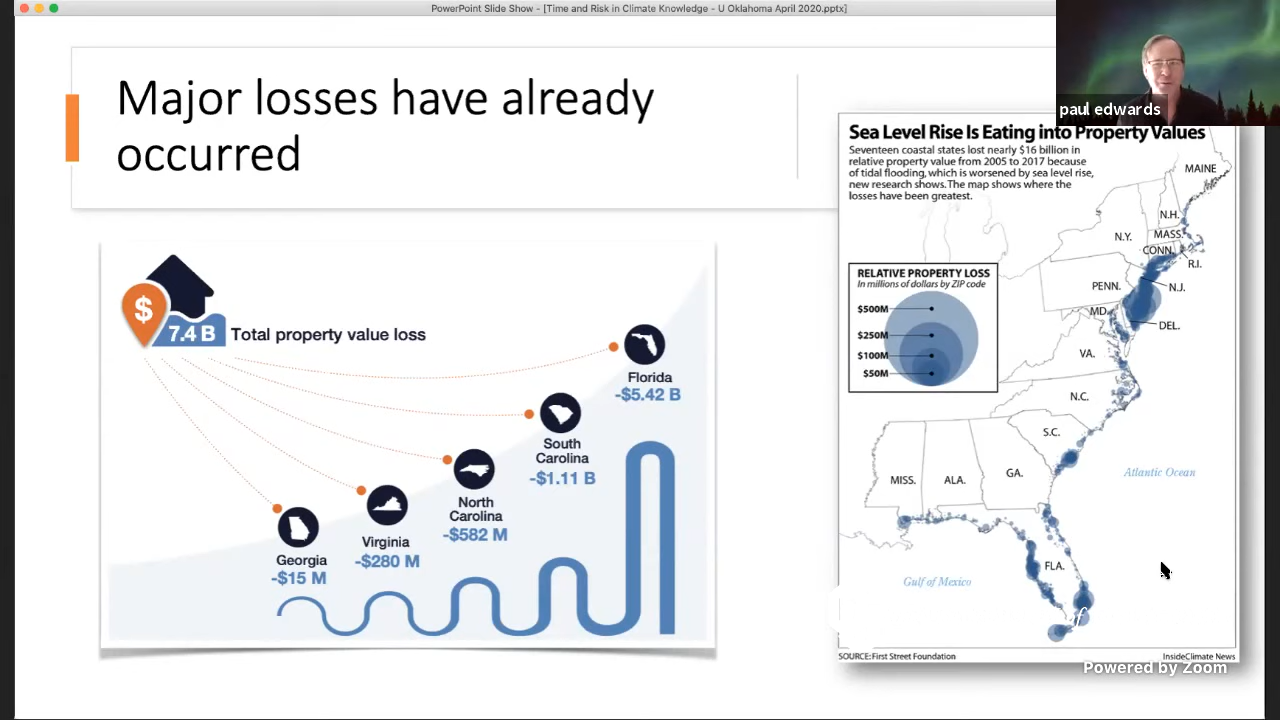 PowerPoint Slide Show - [Time and Risk in Climate Knowledge - U Oklahoma April 2020.pptx]
paul edwards
Major losses have already
occurred
$
7.4 B
Total property value loss
Florida
-$5.42 B
South
Carolina
-$1.11 B
North
Carolina
-$582 M
Virginia
-$280 M
Georgia
-$15 M
Sea Level Rise Is Eating into Property Values
Seventeen coastal states lost nearly $16 billion in
relative property value from 2005 to 2017 because
of tidal flooding, which is worsened by sea level rise,
new research shows. The map shows where the
losses have been greatest.
MAINE
N.H.
N.Y.
MASS.
CONN.
R.I.
RELATIVE PROPERTY LOSS
In millions of dollars by ZIP code
$500M
$250M
$100M
$50M
PENN.
N.J.
MD.
DEL.
VA.
N.C.
S.C.
GA.
ALA.
MISS.
Atlantic Ocean
FLA.
Gulf of Mexico
SOURCE: First Street Foundation
InsideClimate News
Powered by Zoom